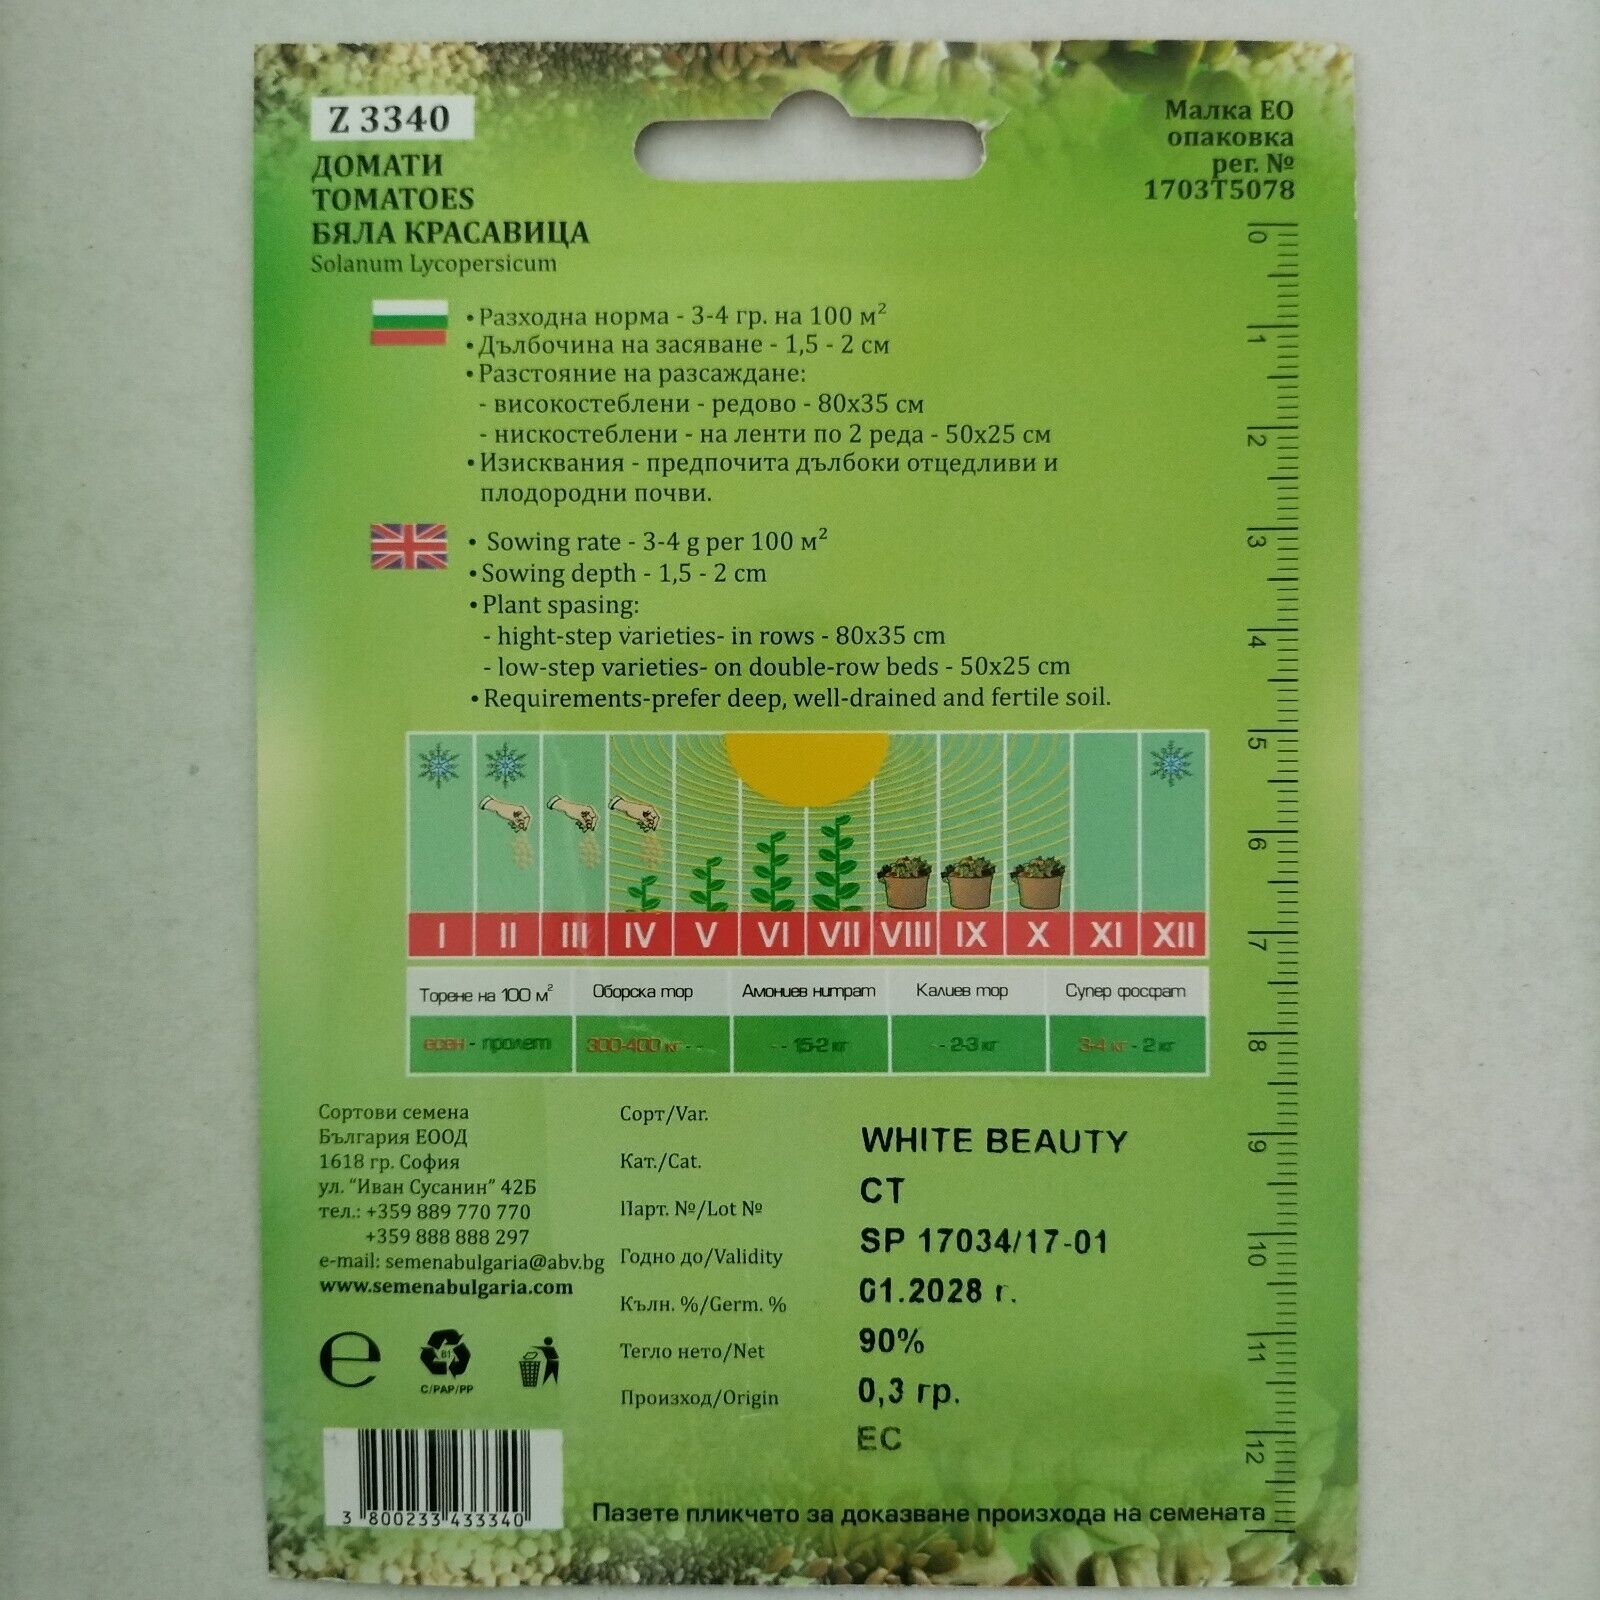 Z 3340
ДОМАТИ
TOMATOES
БЯЛА КРАСАВИЦА
Solanum Lycopersicum
Малка ЕО
опаковка
рег. №
1703T5078
• Разходна норма - 3-4 гр. на 100 м²
• Дълбочина на засяване - 1,5 - 2 см
• Разстояние на разсаждане:
- високостеблени - редово - 80x35 см
- нискостеблени - на ленти по 2 реда - 50x25 см
• Изисквания - предпочита дълбоки отцедливи и
плодородни почви.
• Sowing rate - 3-4 g per 100 м²
• Sowing depth - 1,5 - 2 cm
• Plant spasing:
- hight-step varieties- in rows - 80x35 cm
- low-step varieties- on double-row beds - 50x25 cm
• Requirements-prefer deep, well-drained and fertile soil.
I II III IV V VI VII VIII IX X XI XII
Торене на 100 м² Оборска тор Амониев нитрат Калиев тор Супер фосфат
есен - пролет 300-400 кг - - - - 15-2 кг - - 2-3 кг 3-4 кг - 2 кг
Сортови семена
България ЕООД
1618 гр. София
ул. "Иван Сусанин" 42Б
тел.: +359 889 770 770
+359 888 888 297
e-mail: semenabulgaria@abv.bg
www.semenabulgaria.com
e
81
C/PAP/PP
3 800233 433340
Сорт/Var.
Кат./Cat.
Парт. №/Lot №
Годно до/Validity
Кълн. %/Germ. %
Тегло нето/Net
Произход/Origin
WHITE BEAUTY
CT
SP 17034/17-01
01.2028 г.
90%
0,3 гр.
ЕС
Пазете пликчето за доказване произхода на семената
0
1
2
3
4
5
6
7
8
9
10
11
12